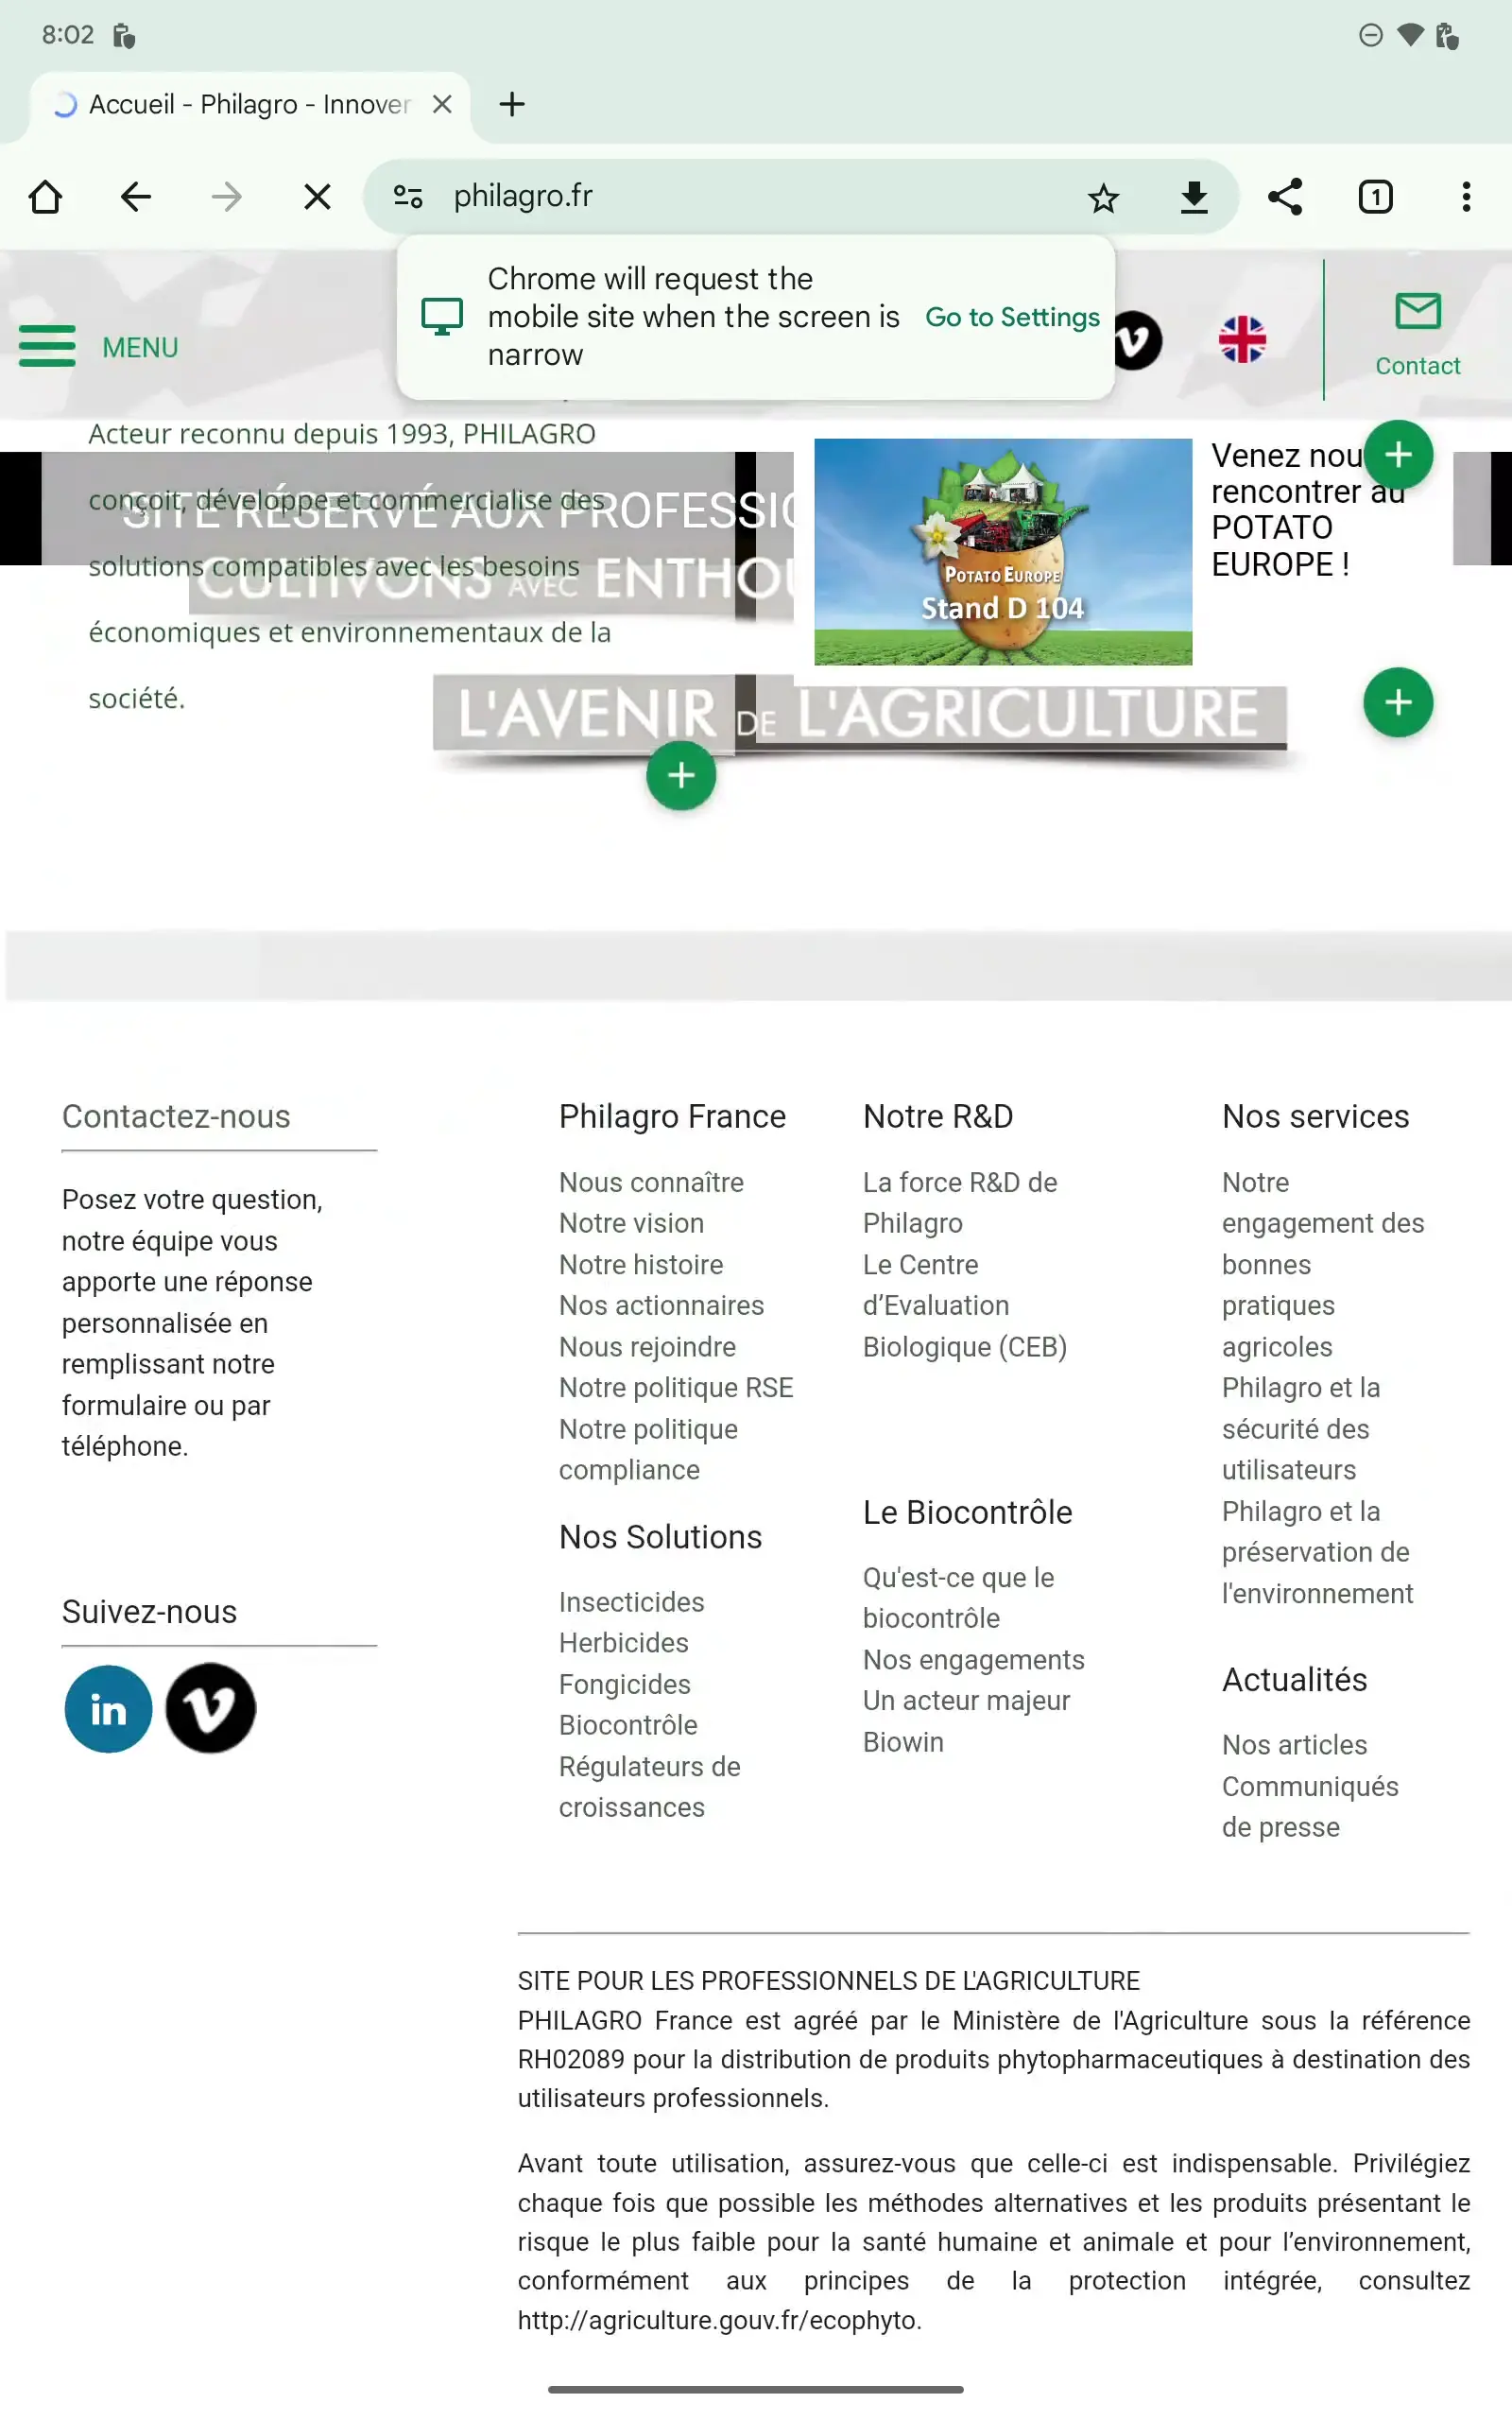 8:02
Accueil - Philagro - Innover
philagro.fr
1
Chrome will request the
mobile site when the screen is
narrow
Go to Settings
MENU
Contact
Acteur reconnu depuis 1993, PHILAGRO
conçoit, développe et commercialise des
SITE RÉSERVÉ AUX
solutions compatibles avec les besoins
CULTIVONS AVEC
économiques et environnementaux de la
société.
L'AVENIR DE L'AGRICULTURE
POTATO EUROPE
Stand D 104
Venez
rencontrer au
POTATO
EUROPE !
Contactez-nous
Posez votre question,
notre équipe vous
apporte une réponse
personnalisée en
remplissant notre
formulaire ou par
téléphone.
Suivez-nous
in
Philagro France
Nous connaître
Notre vision
Notre histoire
Nos actionnaires
Nous rejoindre
Notre politique RSE
Notre politique
compliance
Nos Solutions
Insecticides
Herbicides
Fongicides
Biocontrôle
Régulateurs de
croissances
Notre R&D
La force R&D de
Philagro
Le Centre
d’Evaluation
Biologique (CEB)
Le Biocontrôle
Qu'est-ce que le
biocontrôle
Nos engagements
Un acteur majeur
Biowin
Nos services
Notre
engagement des
bonnes
pratiques
agricoles
Philagro et la
sécurité des
utilisateurs
Philagro et la
préservation de
l'environnement
Actualités
Nos articles
Communiqués
de presse
SITE POUR LES PROFESSIONNELS DE L'AGRICULTURE
PHILAGRO France est agréé par le Ministère de l'Agriculture sous la référence
RH02089 pour la distribution de produits phytopharmaceutiques à destination des
utilisateurs professionnels.
Avant toute utilisation, assurez-vous que celle-ci est indispensable. Privilégiez
chaque fois que possible les méthodes alternatives et les produits présentant le
risque le plus faible pour la santé humaine et animale et pour l’environnement,
conformément aux principes de la protection intégrée, consultez
http://agriculture.gouv.fr/ecophyto.